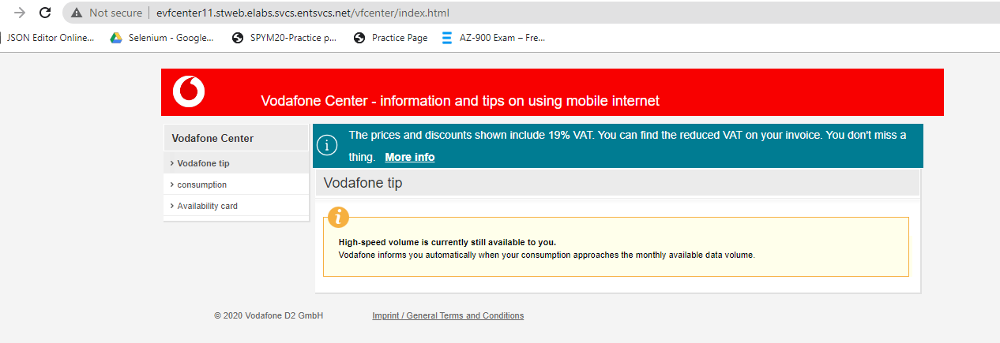 Not secure evfcenter11.stweb.elabs.svcs.entsvcs.net/vfcenter/index.html
JSON Editor Online... Selenium - Google... SPYM20-Practice p... Practice Page AZ-900 Exam – Fre...
Vodafone Center - information and tips on using mobile internet
Vodafone Center
Vodafone tip
consumption
Availability card
The prices and discounts shown include 19% VAT. You can find the reduced VAT on your invoice. You don't miss a
thing. More info
Vodafone tip
High-speed volume is currently still available to you.
Vodafone informs you automatically when your consumption approaches the monthly available data volume.
© 2020 Vodafone D2 GmbH Imprint / General Terms and Conditions